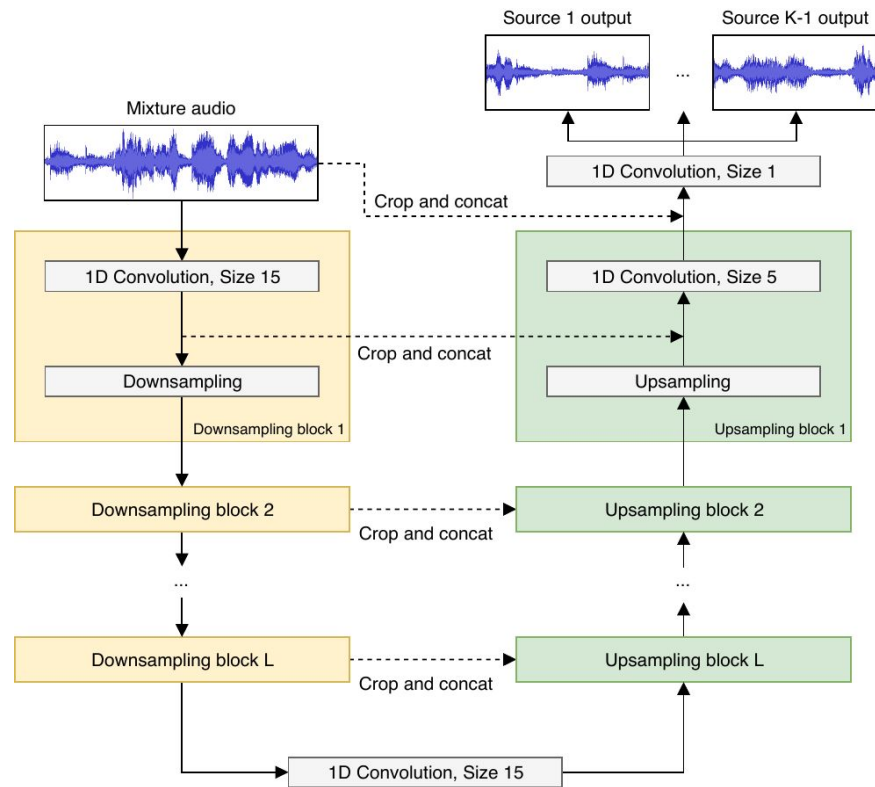 Source 1 output
Source K-1 output
...
Mixture audio
1D Convolution, Size 1
Crop and concat
1D Convolution, Size 15
1D Convolution, Size 5
Crop and concat
Downsampling
Upsampling
Downsampling block 1
Upsampling block 1
Downsampling block 2
Upsampling block 2
Crop and concat
...
...
Downsampling block L
Upsampling block L
Crop and concat
1D Convolution, Size 15